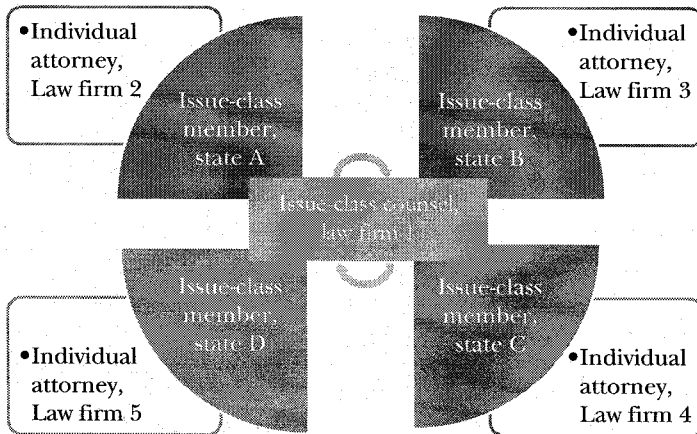 •Individual
attorney,
Law firm 2
Issue-class
member,
state A
•Individual
attorney,
Law firm 3
Issue-class
member,
state B
Issue-class counsel,
law firm 1
Issue-class
member,
state D
•Individual
attorney,
Law firm 5
Issue-class
member,
state C
•Individual
attorney,
Law firm 4